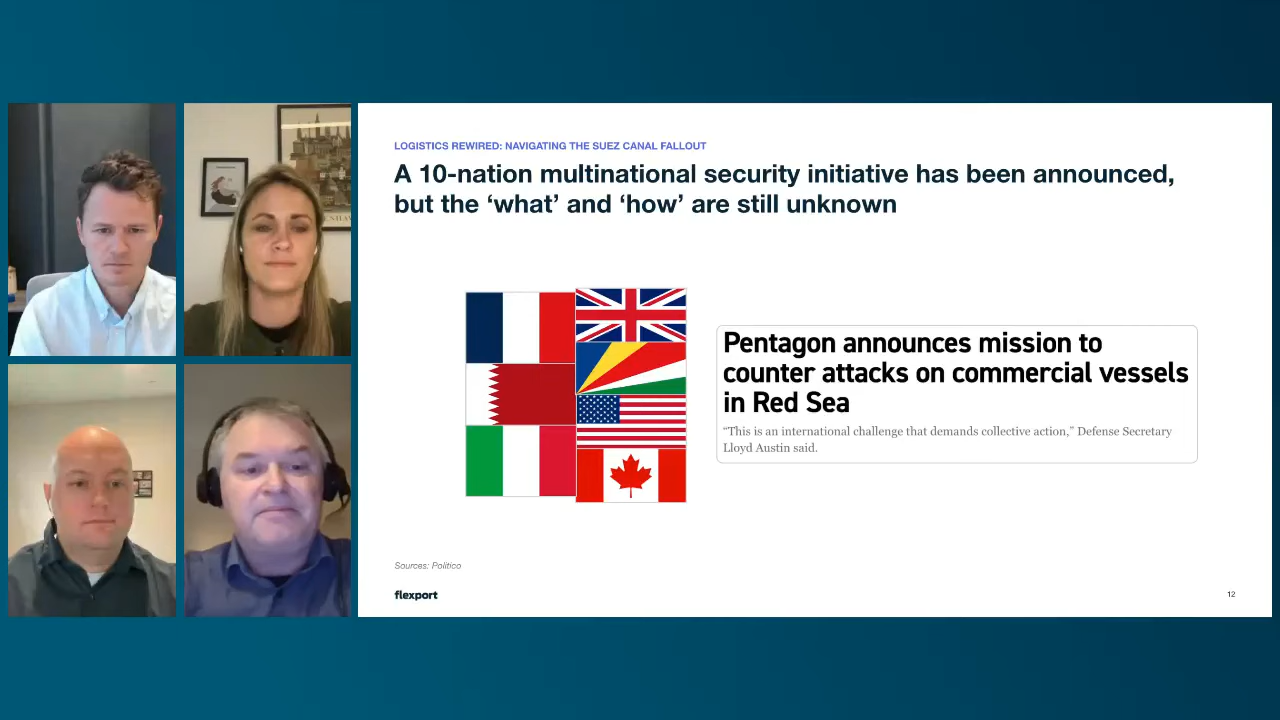 LOGISTICS REWIRED: NAVIGATING THE SUEZ CANAL FALLOUT
A 10-nation multinational security initiative has been announced,
but the ‘what’ and ‘how’ are still unknown
Pentagon announces mission to
counter attacks on commercial vessels
in Red Sea
“This is an international challenge that demands collective action,” Defense Secretary
Lloyd Austin said.
Sources: Politico
flexport
12